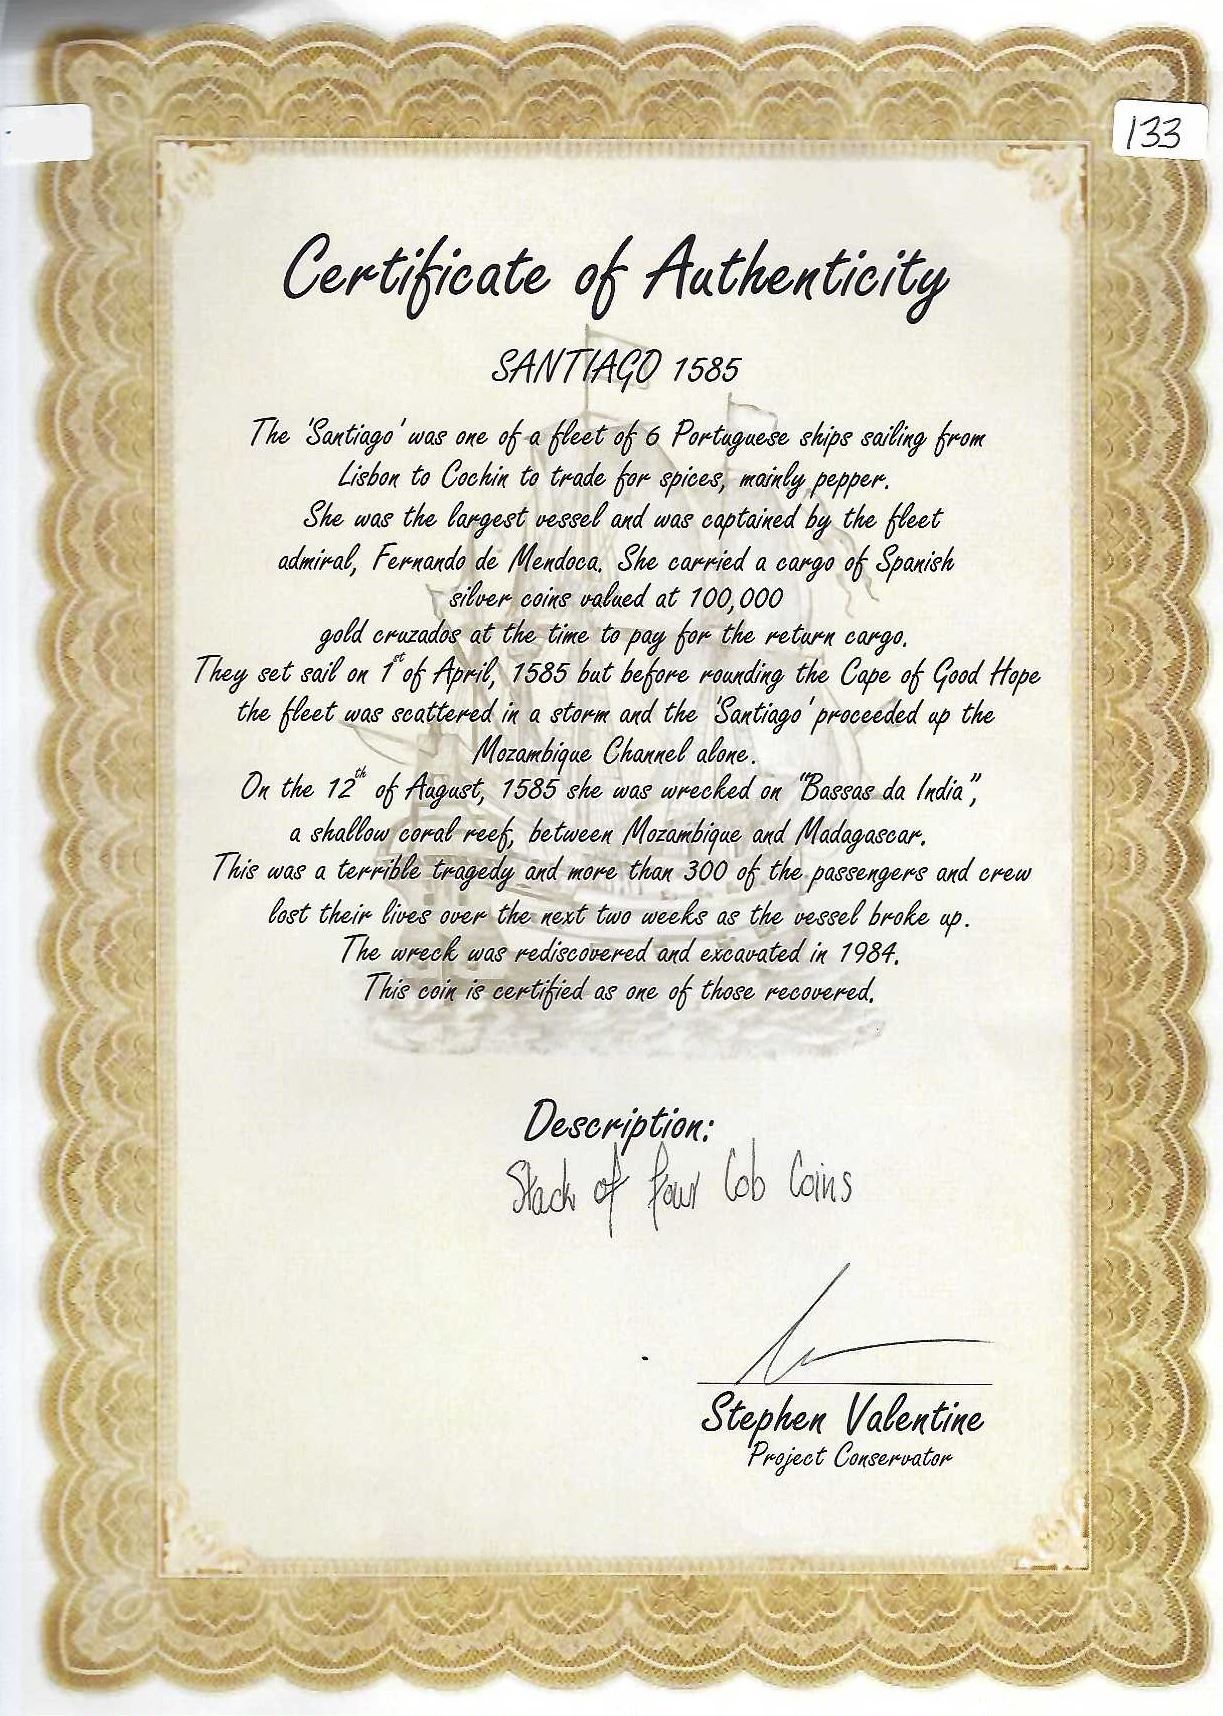 133
Certificate of Authenticity
SANTIAGO 1585
The 'Santiago' was one of a fleet of 6 Portuguese ships sailing from
Lisbon to Cochin to trade for spices, mainly pepper.
She was the largest vessel and was captained by the fleet
admiral, Fernando de Mendoca. She carried a cargo of Spanish
silver coins valued at 100,000
gold cruzados at the time to pay for the return cargo.
They set sail on 1st of April, 1585 but before rounding the Cape of Good Hope
the fleet was scattered in a storm and the 'Santiago' proceeded up the
Mozambique Channel alone.
On the 12th of August, 1585 she was wrecked on "Bassas da India",
a shallow coral reef, between Mozambique and Madagascar.
This was a terrible tragedy and more than 300 of the passengers and crew
lost their lives over the next two weeks as the vessel broke up.
The wreck was rediscovered and excavated in 1984.
This coin is certified as one of those recovered.
Description:
Stack of four Cob Coins
Stephen Valentine
Project Conservator